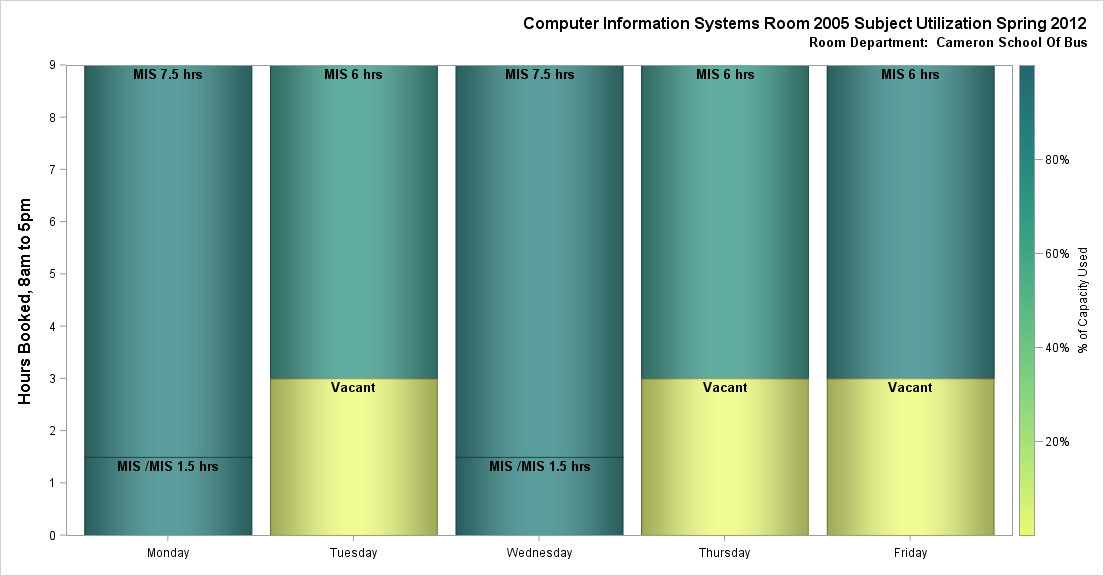 Computer Information Systems Room 2005 Subject Utilization Spring 2012
Room Department:  Cameron School Of Bus
Hours Booked, 8am to 5pm
9
8
7
6
5
4
3
2
1
0
MIS 7.5 hrs
MIS /MIS 1.5 hrs
MIS 6 hrs
Vacant
MIS 7.5 hrs
MIS /MIS 1.5 hrs
MIS 6 hrs
Vacant
MIS 6 hrs
Vacant
Monday
Tuesday
Wednesday
Thursday
Friday
80%
60%
40%
20%
% of Capacity Used